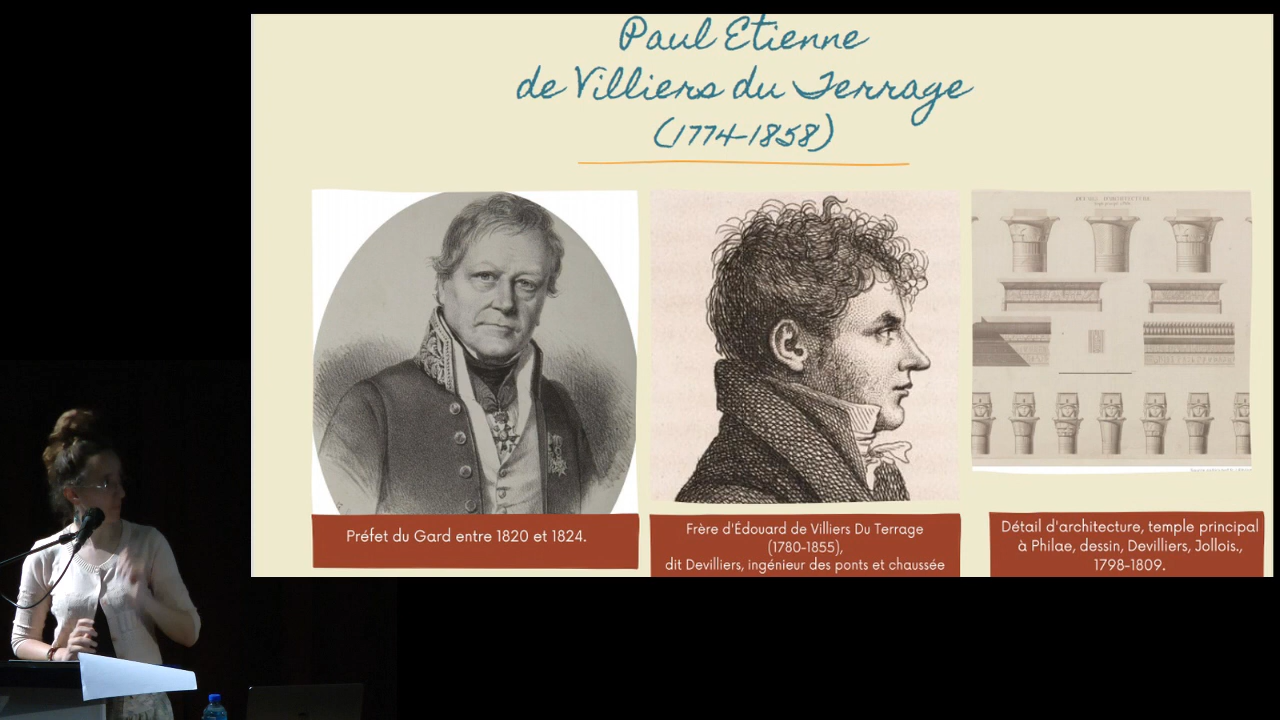 Paul Etienne
de Villiers du Terrage
(1774-1858)
Préfet du Gard entre 1820 et 1824.
Frère d'Édouard de Villiers Du Terrage
(1780-1855),
dit Devilliers, ingénieur des ponts et chaussée
Détail d'architecture, temple principal
à Philae, dessin, Devilliers, Jollois.,
1798-1809.